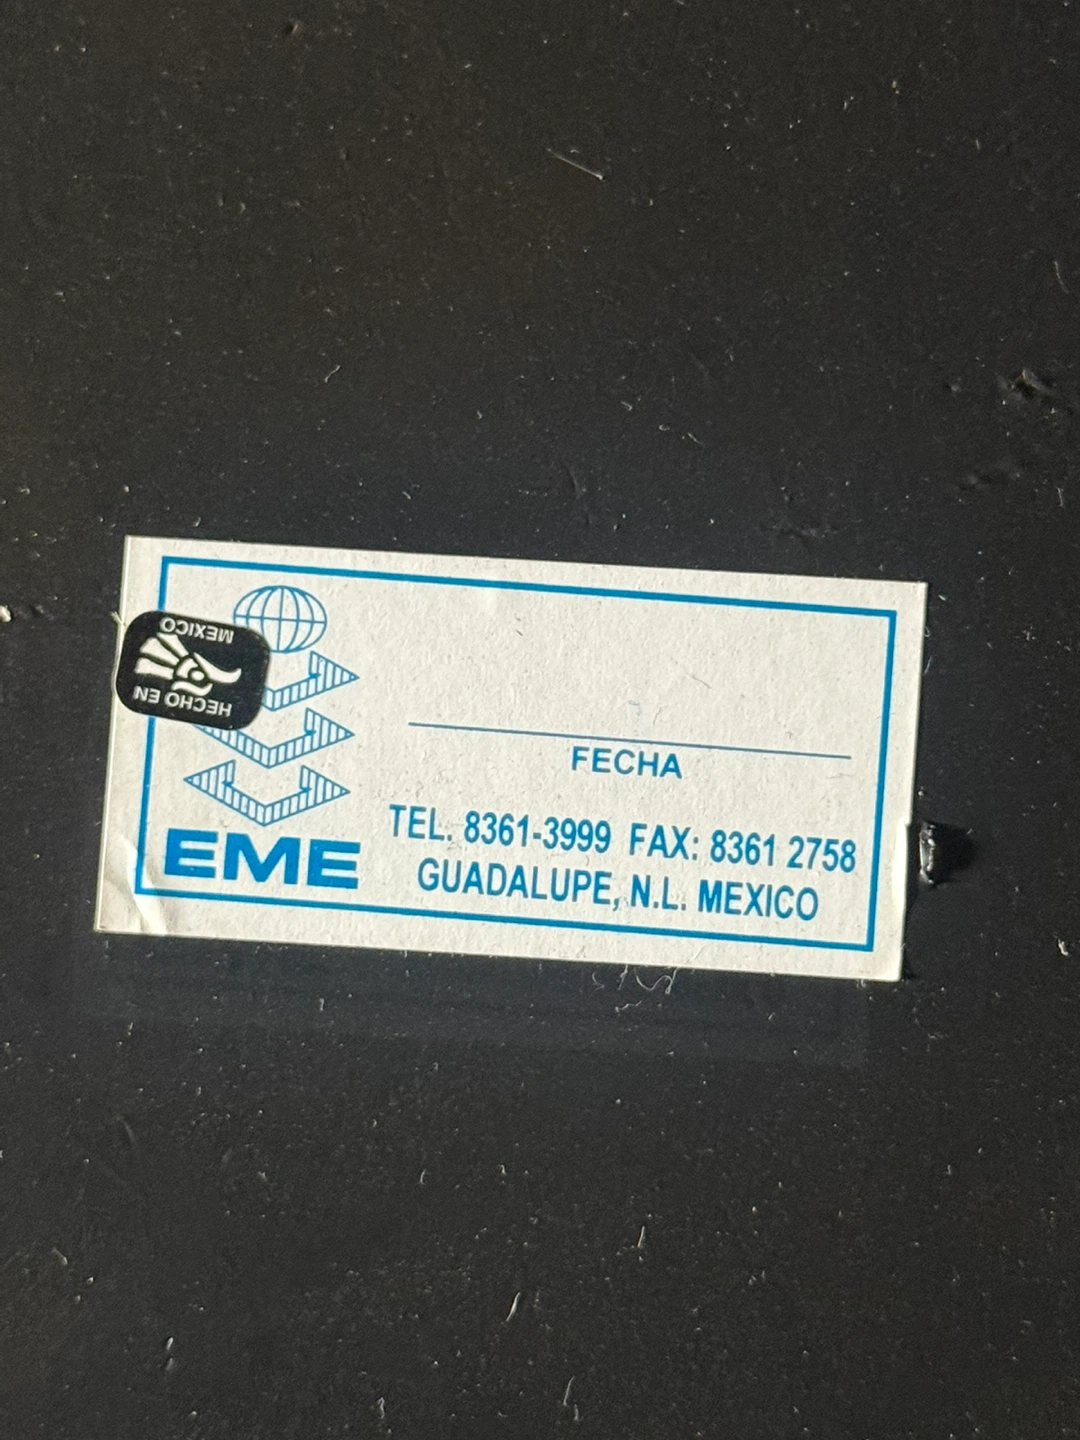 HECHO EN
MEXICO
FECHA
EME
TEL. 8361-3999 FAX: 8361 2758
GUADALUPE, N.L. MEXICO